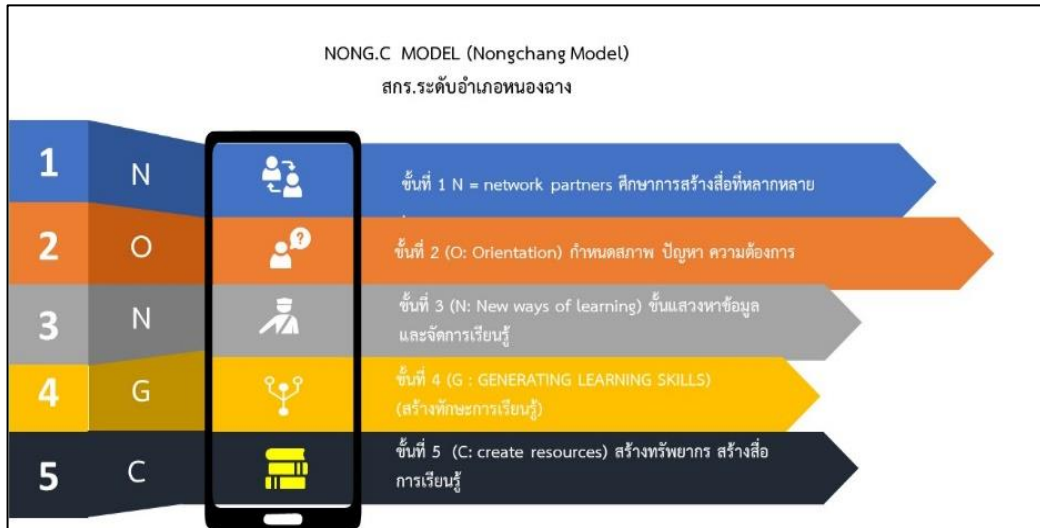 NONG.C MODEL (Nongchang Model)
สกร.ระดับอำเภอหนองฉาง
1 N ขั้นที่ 1 N = network partners ศึกษาการสร้างสื่อที่หลากหลาย
2 O ขั้นที่ 2 (O: Orientation) กำหนดสภาพ ปัญหา ความต้องการ
3 N ขั้นที่ 3 (N: New ways of learning) ขั้นแสวงหาข้อมูล
และจัดการเรียนรู้
4 G ขั้นที่ 4 (G : GENERATING LEARNING SKILLS)
(สร้างทักษะการเรียนรู้)
5 C ขั้นที่ 5 (C: create resources) สร้างทรัพยากร สร้างสื่อ
การเรียนรู้